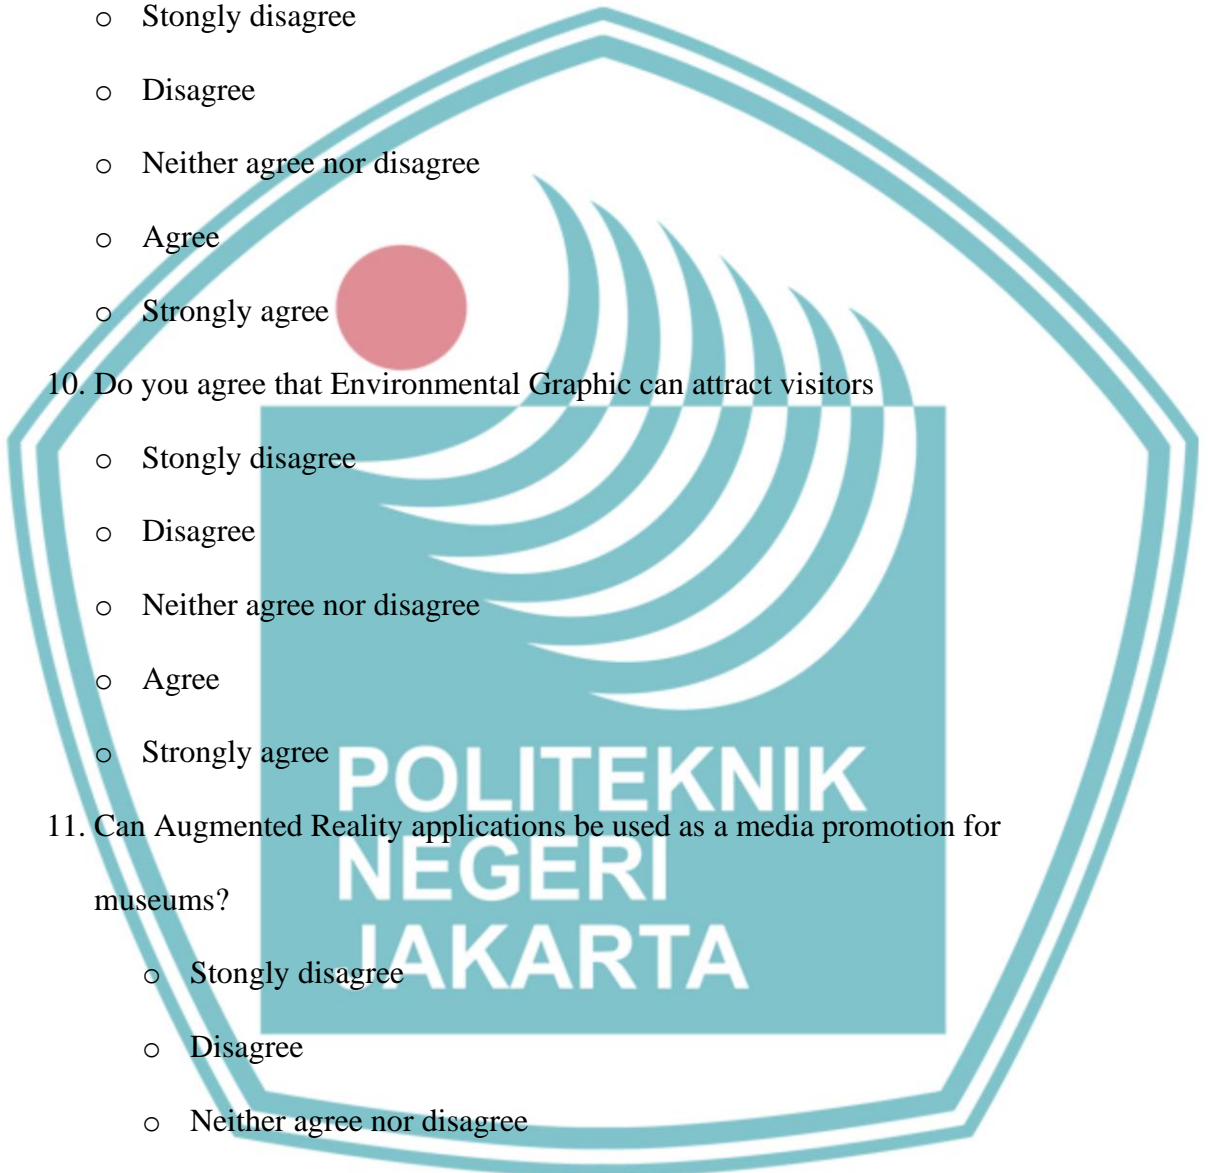 o Stongly disagree
o Disagree
o Neither agree nor disagree
o Agree
o Strongly agree
10. Do you agree that Environmental Graphic can attract visitors
o Stongly disagree
o Disagree
o Neither agree nor disagree
o Agree
o Strongly agree
POLITEKNIK
11. Can Augmented Reality applications be used as a media promotion for
NEGERI
museums?
JAKARTA
o Stongly disagree
o Disagree
o Neither agree nor disagree